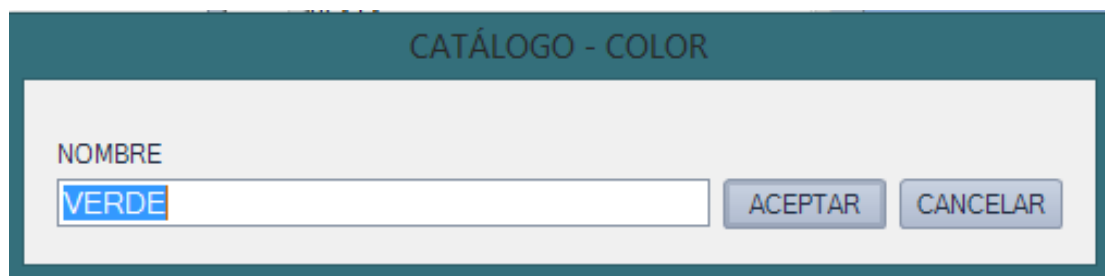 CATÁLOGO - COLOR
NOMBRE
VERDE
ACEPTAR
CANCELAR